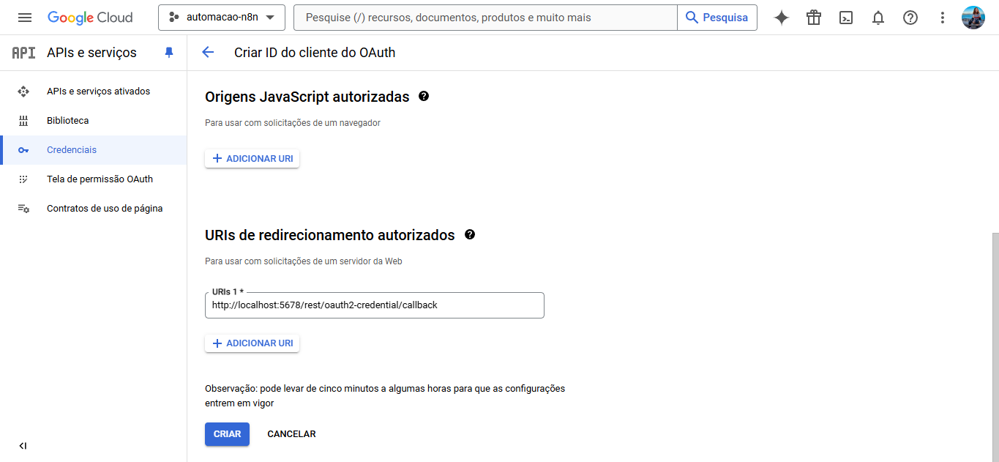 Google Cloud
automacao-n8n
Pesquise (/) recursos, documentos, produtos e muito mais
Pesquisa
API
APIs e serviços
Criar ID do cliente do OAuth
APIs e serviços ativados
Biblioteca
Credenciais
Tela de permissão OAuth
Contratos de uso de página
Origens JavaScript autorizadas
Para usar com solicitações de um navegador
+ ADICIONAR URI
URIs de redirecionamento autorizados
Para usar com solicitações de um servidor da Web
URIs 1 *
http://localhost:5678/rest/oauth2-credential/callback
+ ADICIONAR URI
Observação: pode levar de cinco minutos a algumas horas para que as configurações
entrem em vigor
CRIAR
CANCELAR